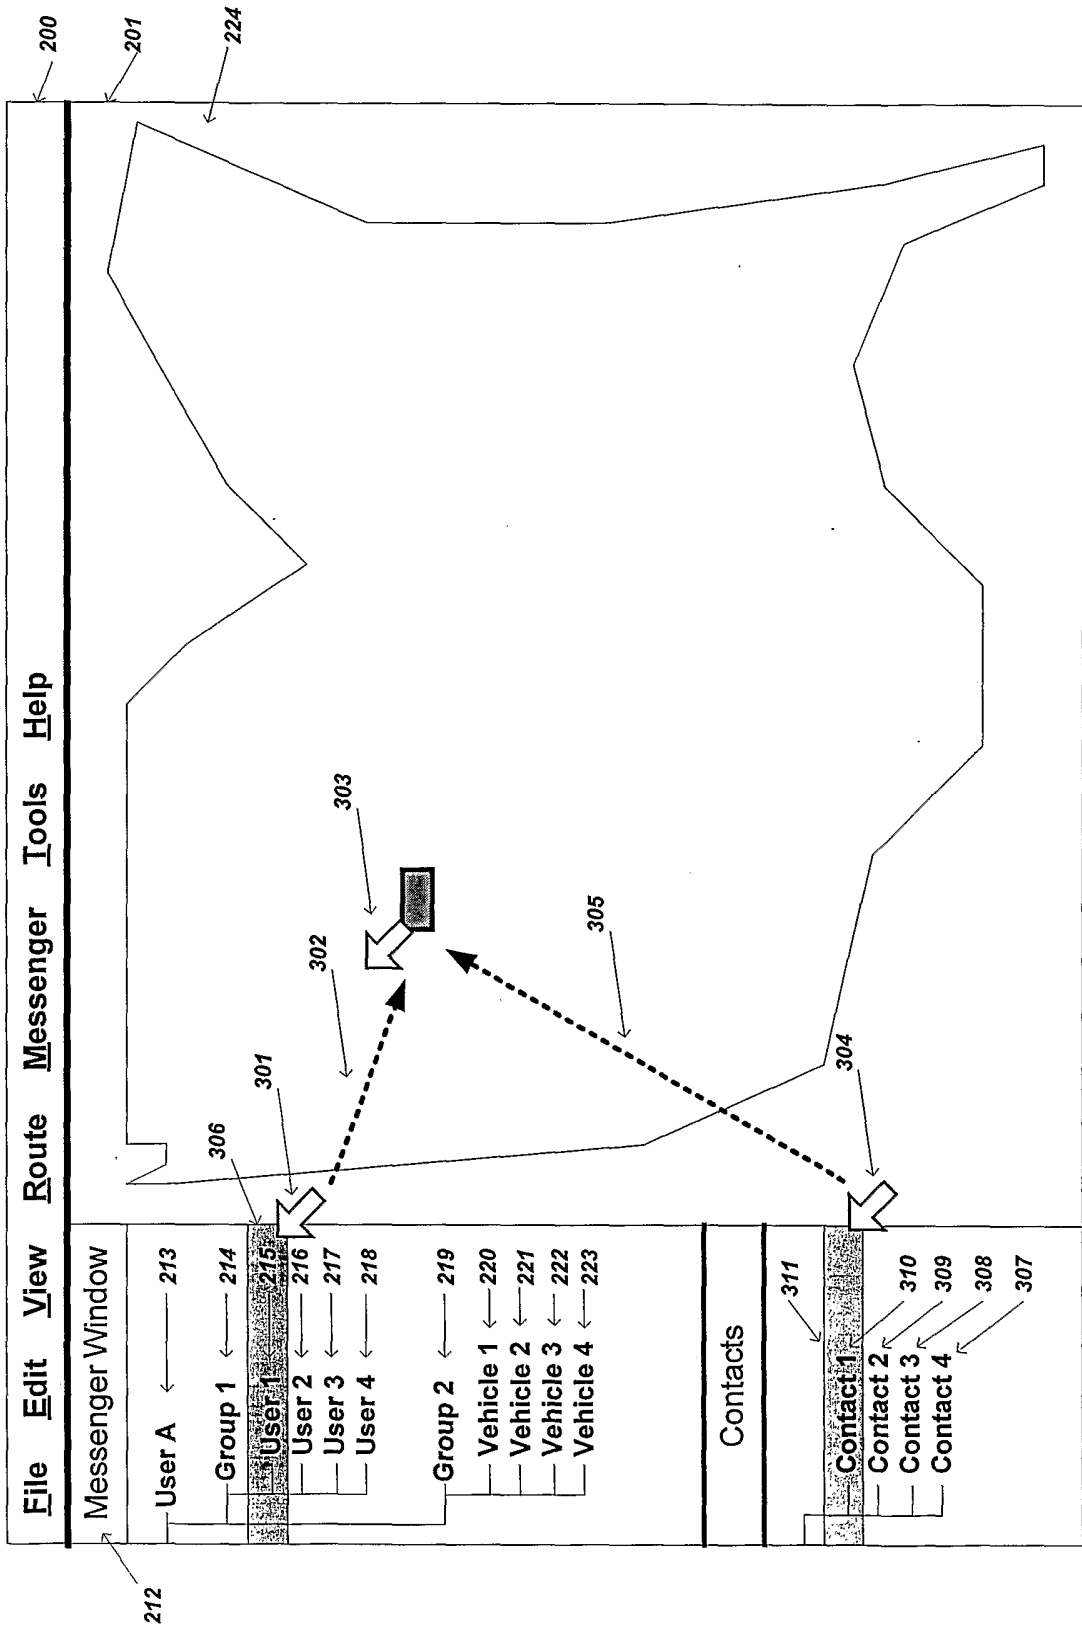 File Edit View Route Messenger Tools Help
200
201
224
Messenger Window
212
User A 213
Group 1 214
306
User 1 215
301
User 2 216
302
User 3 217
303
User 4 218
Group 2 219
Vehicle 1 220
Vehicle 2 221
Vehicle 3 222
Vehicle 4 223
305
Contacts
311
304
Contact 1 310
Contact 2 309
Contact 3 308
Contact 4 307